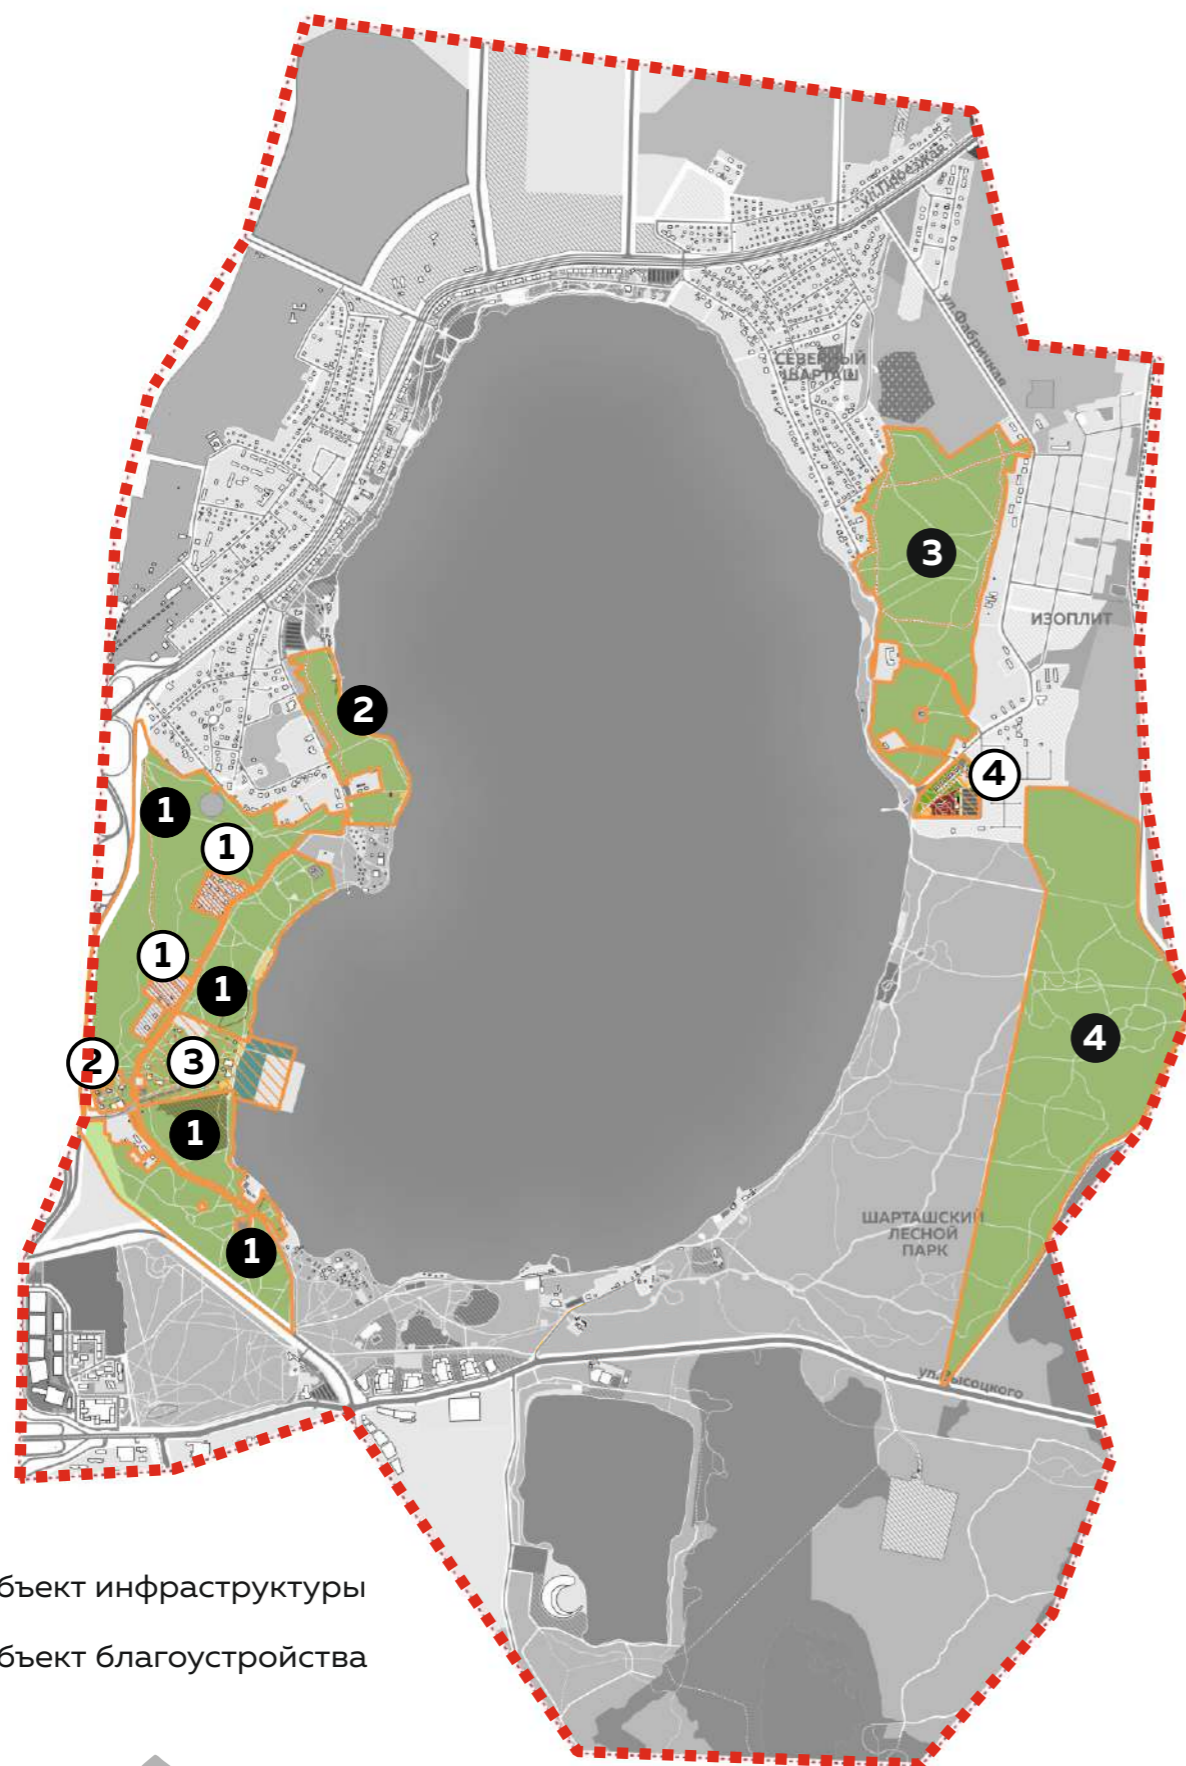 ул.Проезжая
ул.Фабричная
СЕВЕРНЫЙ
ШАРТАШ
3
ИЗОПЛИТ
2
4
1
1
1
1
4
2
3
1
ШАРТАШСКИЙ
ЛЕСНОЙ
ПАРК
1
ул.Высоцкого
бъект инфраструктуры
бъект благоустройства